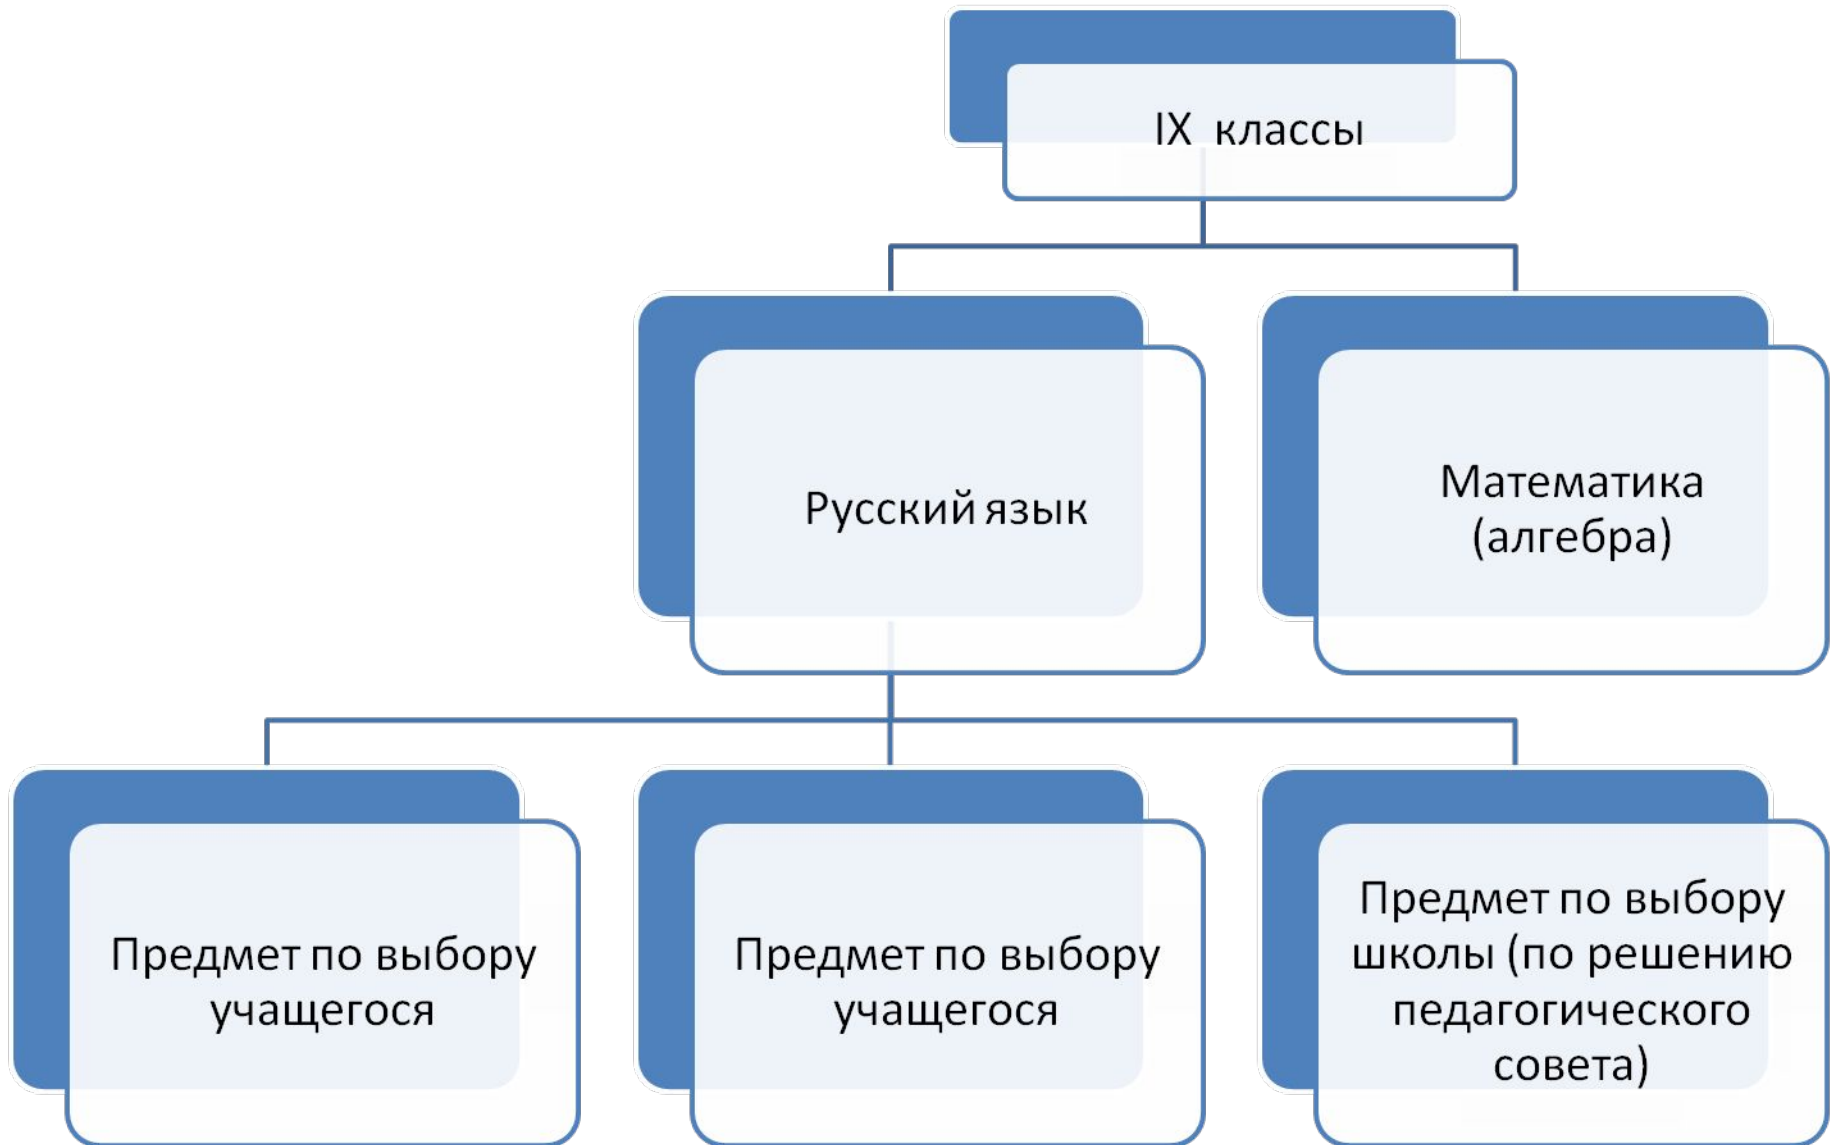 IX классы
Русский язык
Математика
(алгебра)
Предмет по выбору
учащегося
Предмет по выбору
учащегося
Предмет по выбору
школы (по решению
педагогического
совета)